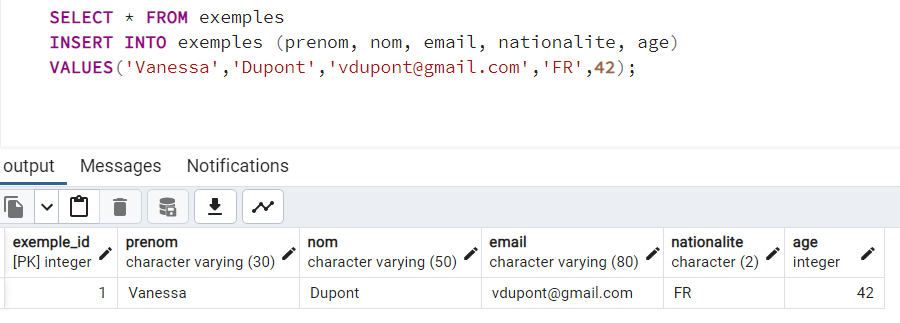 SELECT * FROM exemples
INSERT INTO exemples (prenom, nom, email, nationalite, age)
VALUES('Vanessa','Dupont','vdupont@gmail.com','FR',42);
output Messages Notifications
exemple_id prenom nom email nationalite age
[PK] integer character varying (30) character varying (50) character varying (80) character (2) integer
1 Vanessa Dupont vdupont@gmail.com FR 42